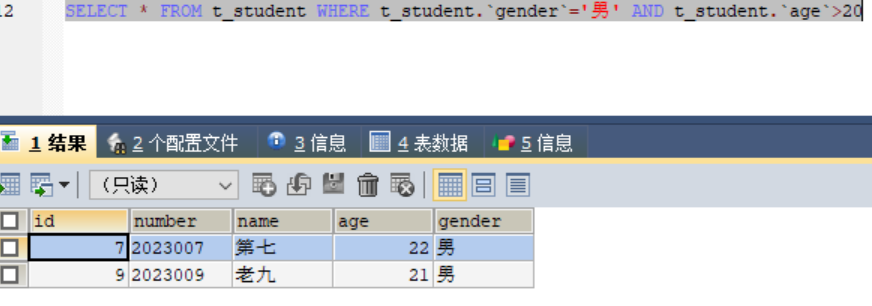 12 SELECT * FROM t_student WHERE t_student.`gender`='男' AND t_student.`age`>20
1 结果 2 个配置文件 3 信息 4 表数据 5 信息
（只读）
id number name age gender
7 2023007 第七 22 男
9 2023009 老九 21 男